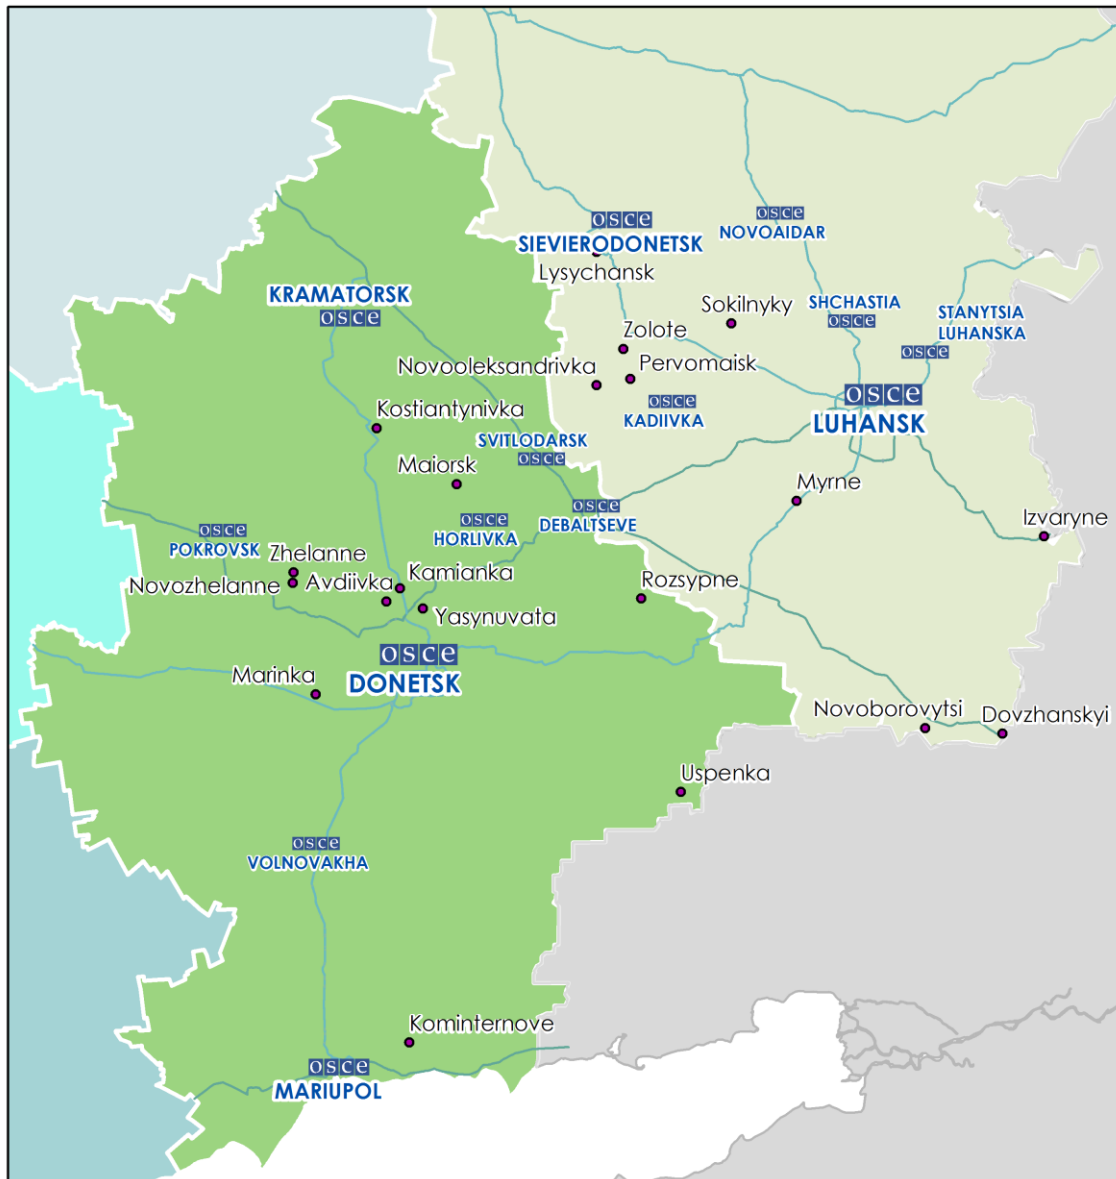 osce
SIEVIERODONETSK
Lysychansk
osce
NOVOAIDAR
KRAMATORSK
osce
Sokilnyky
SHCHASTIA
osce
STANYTSIA
LUHANSKA
osce
Zolote
Novooleksandrivka
Pervomaisk
osce
KADIIVKA
osce
LUHANSK
Kostiantynivka
SVITLODARSK
osce
Maiorsk
Myrne
osce
HORLIVKA
osce
DEBALTSEVE
Izvaryne
osce
POKROVSK
Zhelanne
Novozhelanne
Avdiivka
Kamianka
Yasynuvata
Rozsypne
osce
DONETSK
Marinka
Novoborovytsi
Dovzhanskyi
Uspenka
osce
VOLNOVAKHA
Kominternove
osce
MARIUPOL